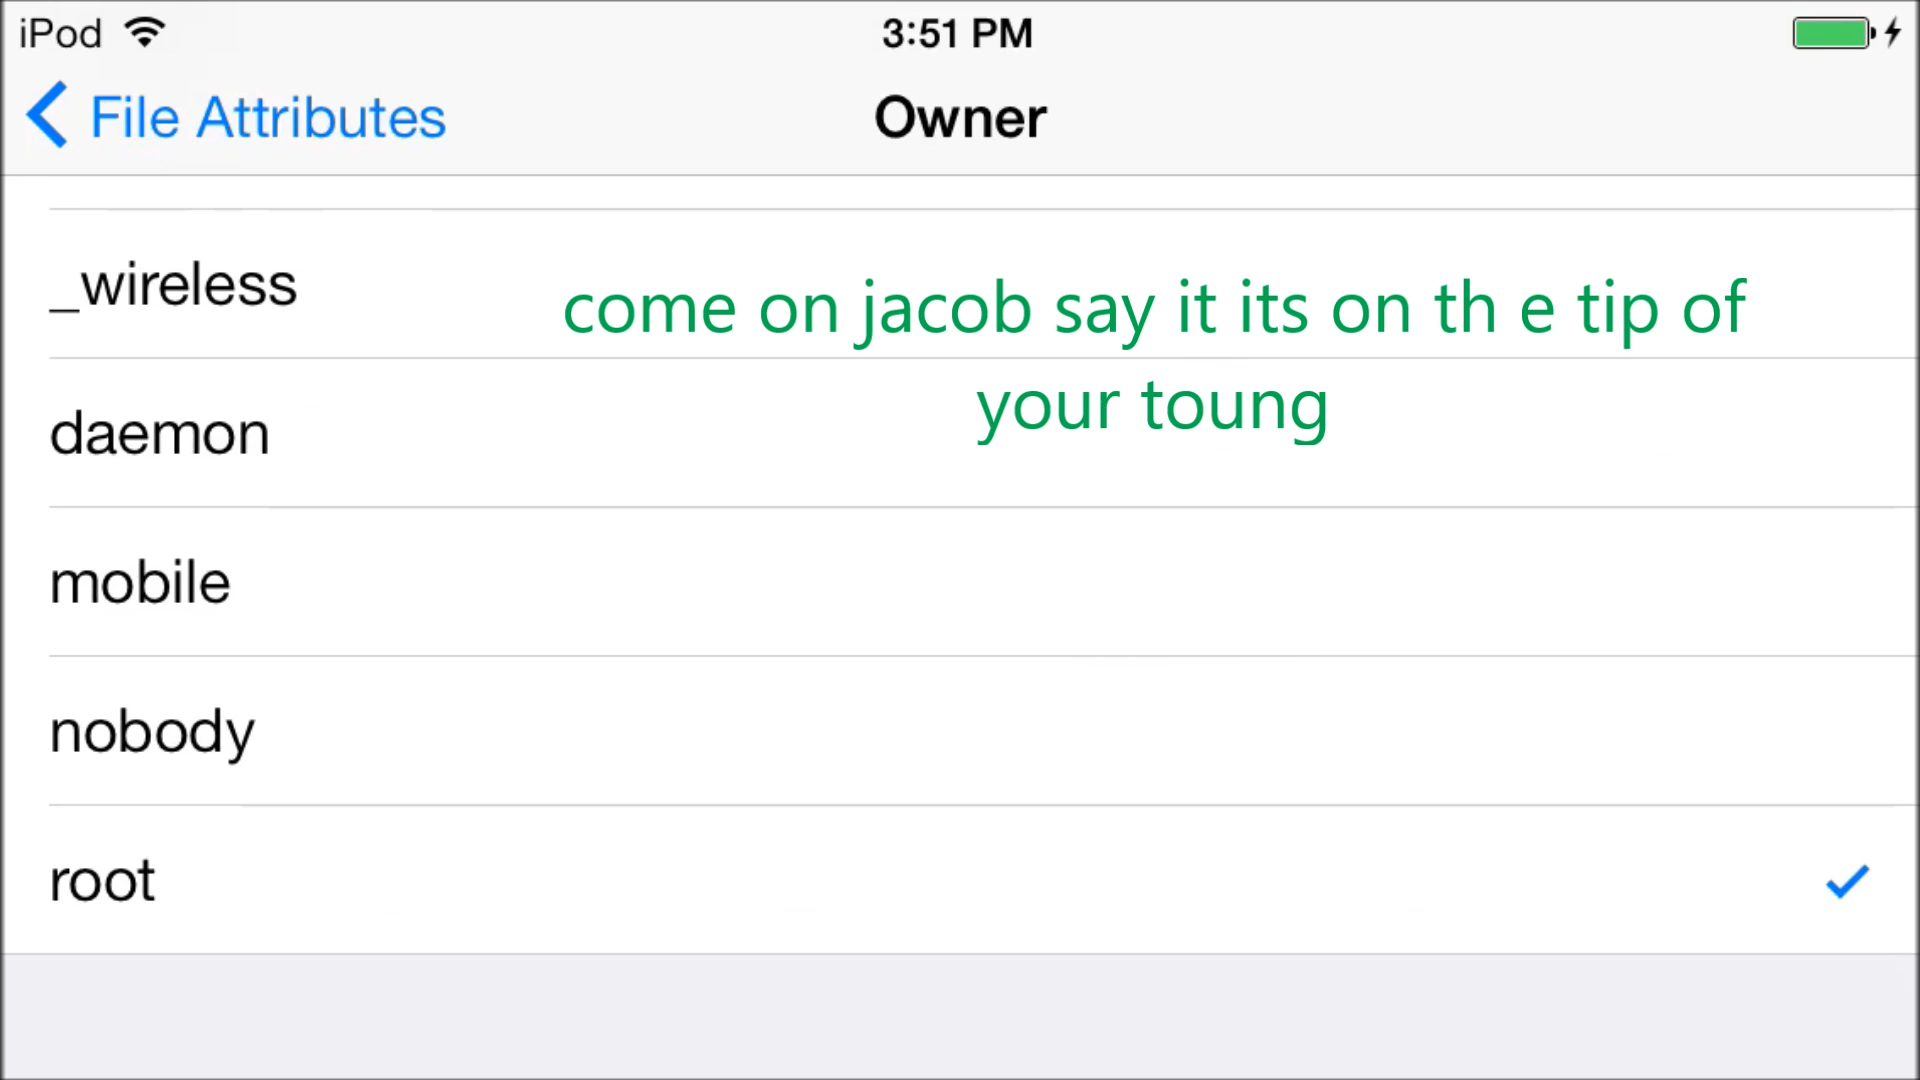 iPod 3:51 PM
File Attributes Owner
_wireless
come on jacob say it its on th e tip of
your toung
daemon
mobile
nobody
root